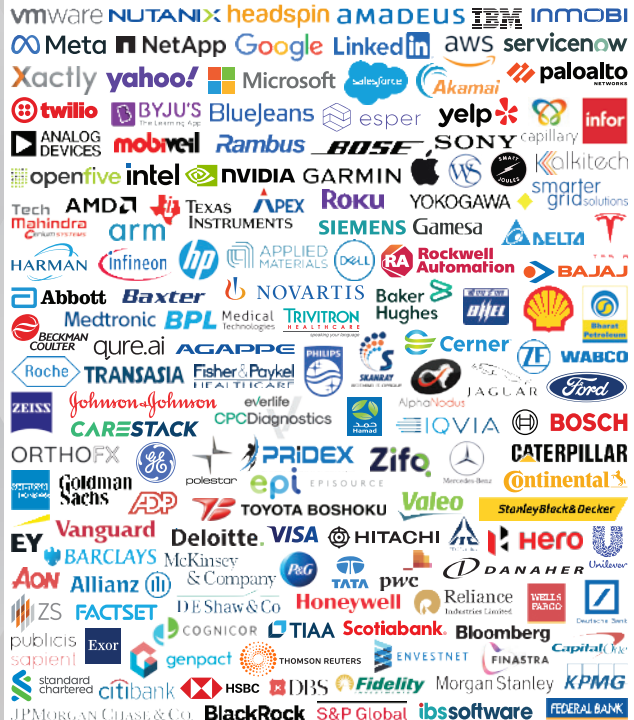 vmware NUTANIX headspin amadeus IBM INMOBI
Meta NetApp Google Linked in aws servicenow
Xactly yahoo! Microsoft salesforce Akamai paloalto
NETWORKS
twilio BYJU'S BlueJeans esper yelp capillary infor
The Learning App
ANALOG DEVICES mobiveil Rambus BOSE SONY
openfive intel NVIDIA GARMIN WS SMART JOULES Kalkitech
Tech Mahindra AMD TI TEXAS INSTRUMENTS APEX Roku YOKOGAWA smarter grid solutions
arm SIEMENS Gamesa DELTA TESLA
HARMAN infineon hp APPLIED MATERIALS DELL RA Rockwell Automation BAJAJ
Abbott Baxter NOVARTIS Baker Hughes BHEL Bharat Petroleum
Medtronic BPL Medical Technologies TRIVITRON HEALTHCARE
BECKMAN COULTER qure.ai AGAPPE PHILIPS SKANRAY Cerner ZF WABCO
Roche TRANSASIA Fisher & Paykel HEALTHCARE AlphaNodus JAGUAR Ford
ZEISS Johnson & Johnson everlife CPC Diagnostics Hamad IQVIA BOSCH
CARESTACK
ORTHOFX GE polestar PRIDEX Zifo Mercedes-Benz CATERPILLAR
AMERICAN EXPRESS Goldman Sachs ADP epi EPISOURCE Continental
TOYOTA BOSHOKU Valeo StanleyBlack&Decker
EY Vanguard Deloitte. VISA HITACHI Hero Unilever
BARCLAYS McKinsey & Company P&G TATA pwc DANAHER
AON Allianz
ZS FACTSET DE Shaw & Co Honeywell Reliance Industries Limited WELLS FARGO Deutsche Bank
publicis sapient Exor COGNICOR TIAA Scotiabank Bloomberg Capital One
genpact THOMSON REUTERS ENVESTNET FINASTRA
standard chartered citibank HSBC DBS Fidelity Morgan Stanley KPMG
JPMORGAN CHASE & CO. BlackRock S&P Global ibssoftware FEDERAL BANK